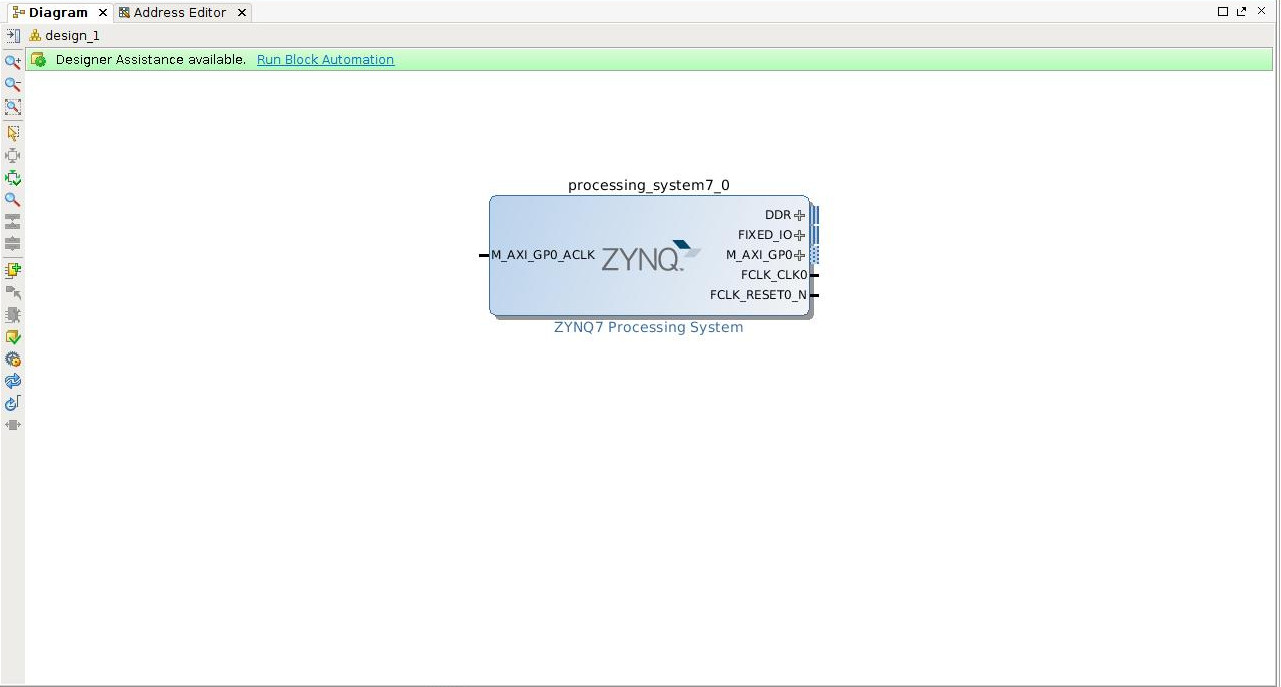 Diagram
Address Editor
design_1
Designer Assistance available. Run Block Automation
processing_system7_0
DDR
FIXED_IO
M_AXI_GP0_ACLK
ZYNQ.
M_AXI_GP0
FCLK_CLK0
FCLK_RESET0_N
ZYNQ7 Processing System